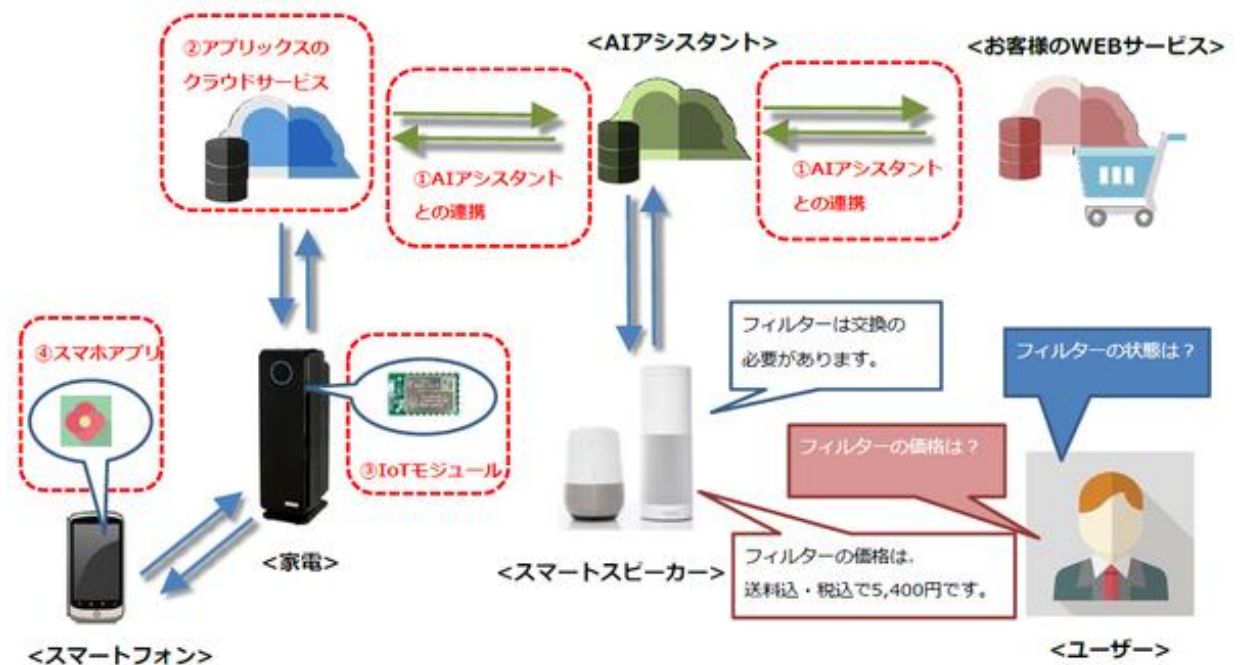 ②アプリックスの
クラウドサービス
<AIアシスタント>
<お客様のWEBサービス>
①AIアシスタント
との連携
①AIアシスタント
との連携
④スマホアプリ
③IoTモジュール
フィルターは交換の
必要があります。
フィルターの状態は？
フィルターの価格は？
フィルターの価格は、
送料込・税込で5,400円です。
<家電>
<スマートスピーカー>
<スマートフォン>
<ユーザー>